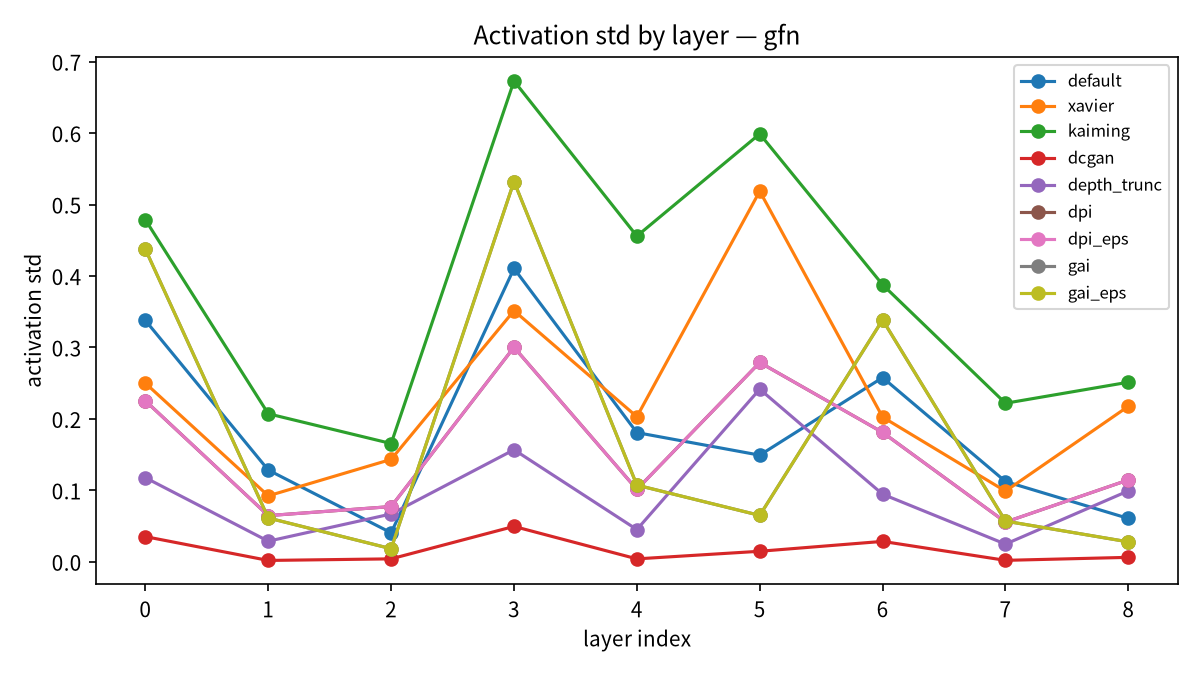 Activation std by layer — gfn
activation std
0.7
0.6
0.5
0.4
0.3
0.2
0.1
0.0
default
xavier
kaiming
dcgan
depth_trunc
dpi
dpi_eps
gai
gai_eps
0 1 2 3 4 5 6 7 8
layer index